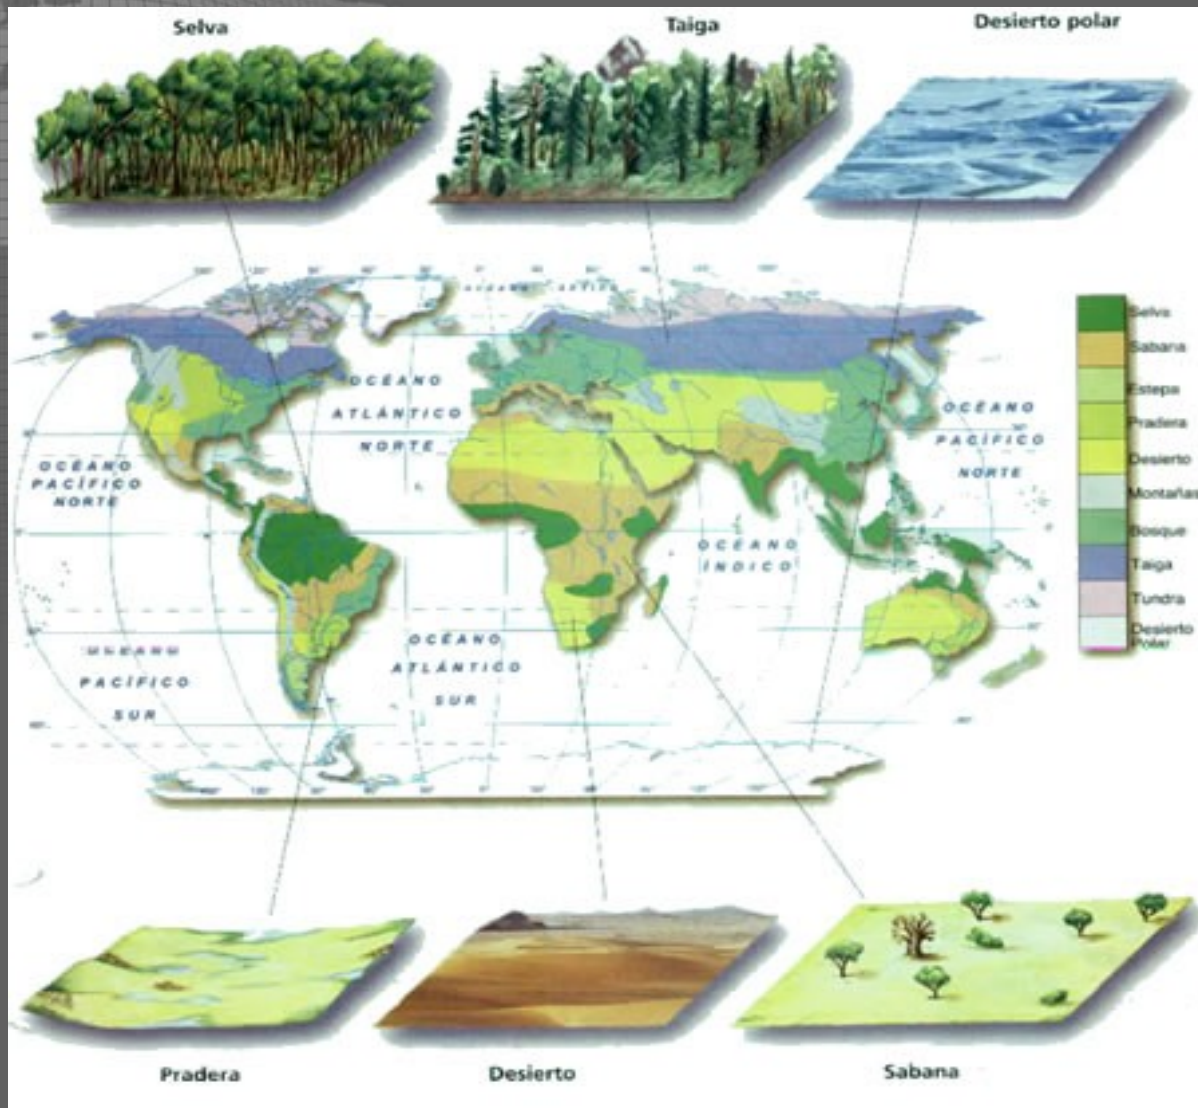 Selva
Taiga
Desierto polar
OCÉANO
ATLÁNTICO
NORTE
OCÉANO
PACÍFICO
NORTE
OCÉANO
PACÍFICO
NORTE
OCÉANO
ÍNDICO
PACÍFICO
SUR
OCÉANO
ATLÁNTICO
SUR
Selva
Sabana
Estepa
Pradera
Desierto
Montañas
Bosque
Taiga
Tundra
Desierto
Polar
Pradera
Desierto
Sabana